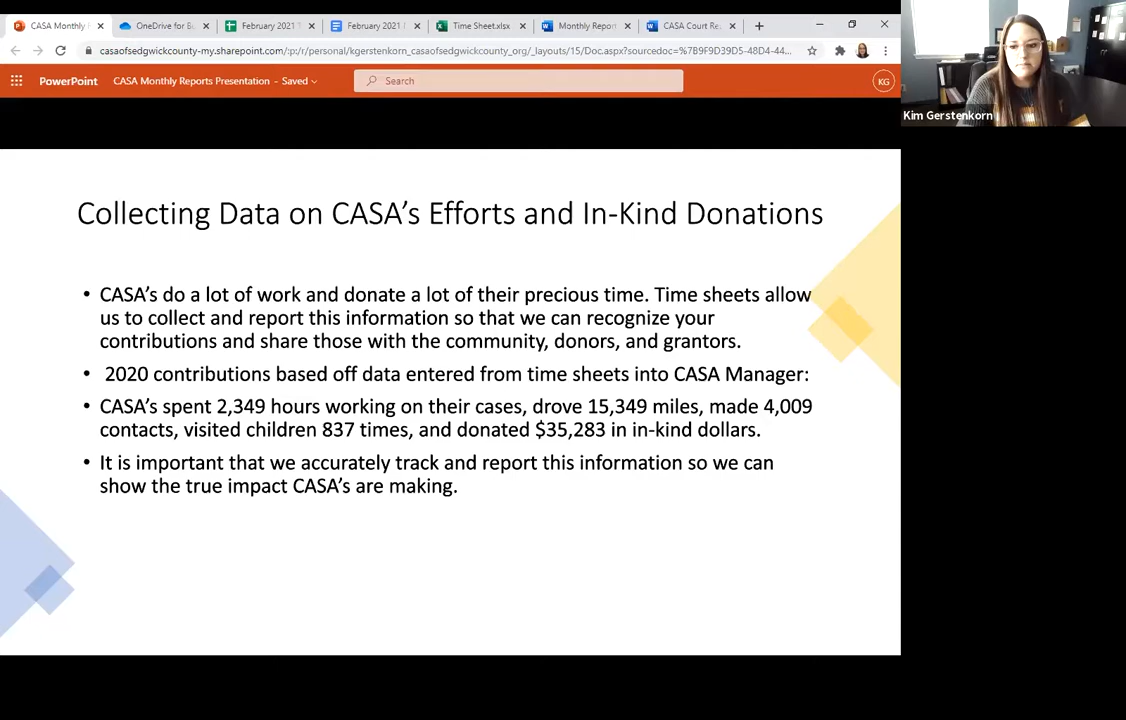 CASA Monthly
OneDrive for Bu
February 2021 T
February 2021
Time Sheet.xlsx
Monthly Report
CASA Court Re
casaofsedgwickcounty-my.sharepoint.com/:p:/r/personal/kgerstenkorn_casaofsedgwickcounty_org/_layouts/15/Doc.aspx?sourcedoc=%7B9F9D39D5-48D4-44...
PowerPoint
CASA Monthly Reports Presentation - Saved
Search
KG
Kim Gerstenkorn
Collecting Data on CASA's Efforts and In-Kind Donations
• CASA's do a lot of work and donate a lot of their precious time. Time sheets allow
us to collect and report this information so that we can recognize your
contributions and share those with the community, donors, and grantors.
• 2020 contributions based off data entered from time sheets into CASA Manager:
• CASA's spent 2,349 hours working on their cases, drove 15,349 miles, made 4,009
contacts, visited children 837 times, and donated $35,283 in in-kind dollars.
• It is important that we accurately track and report this information so we can
show the true impact CASA's are making.